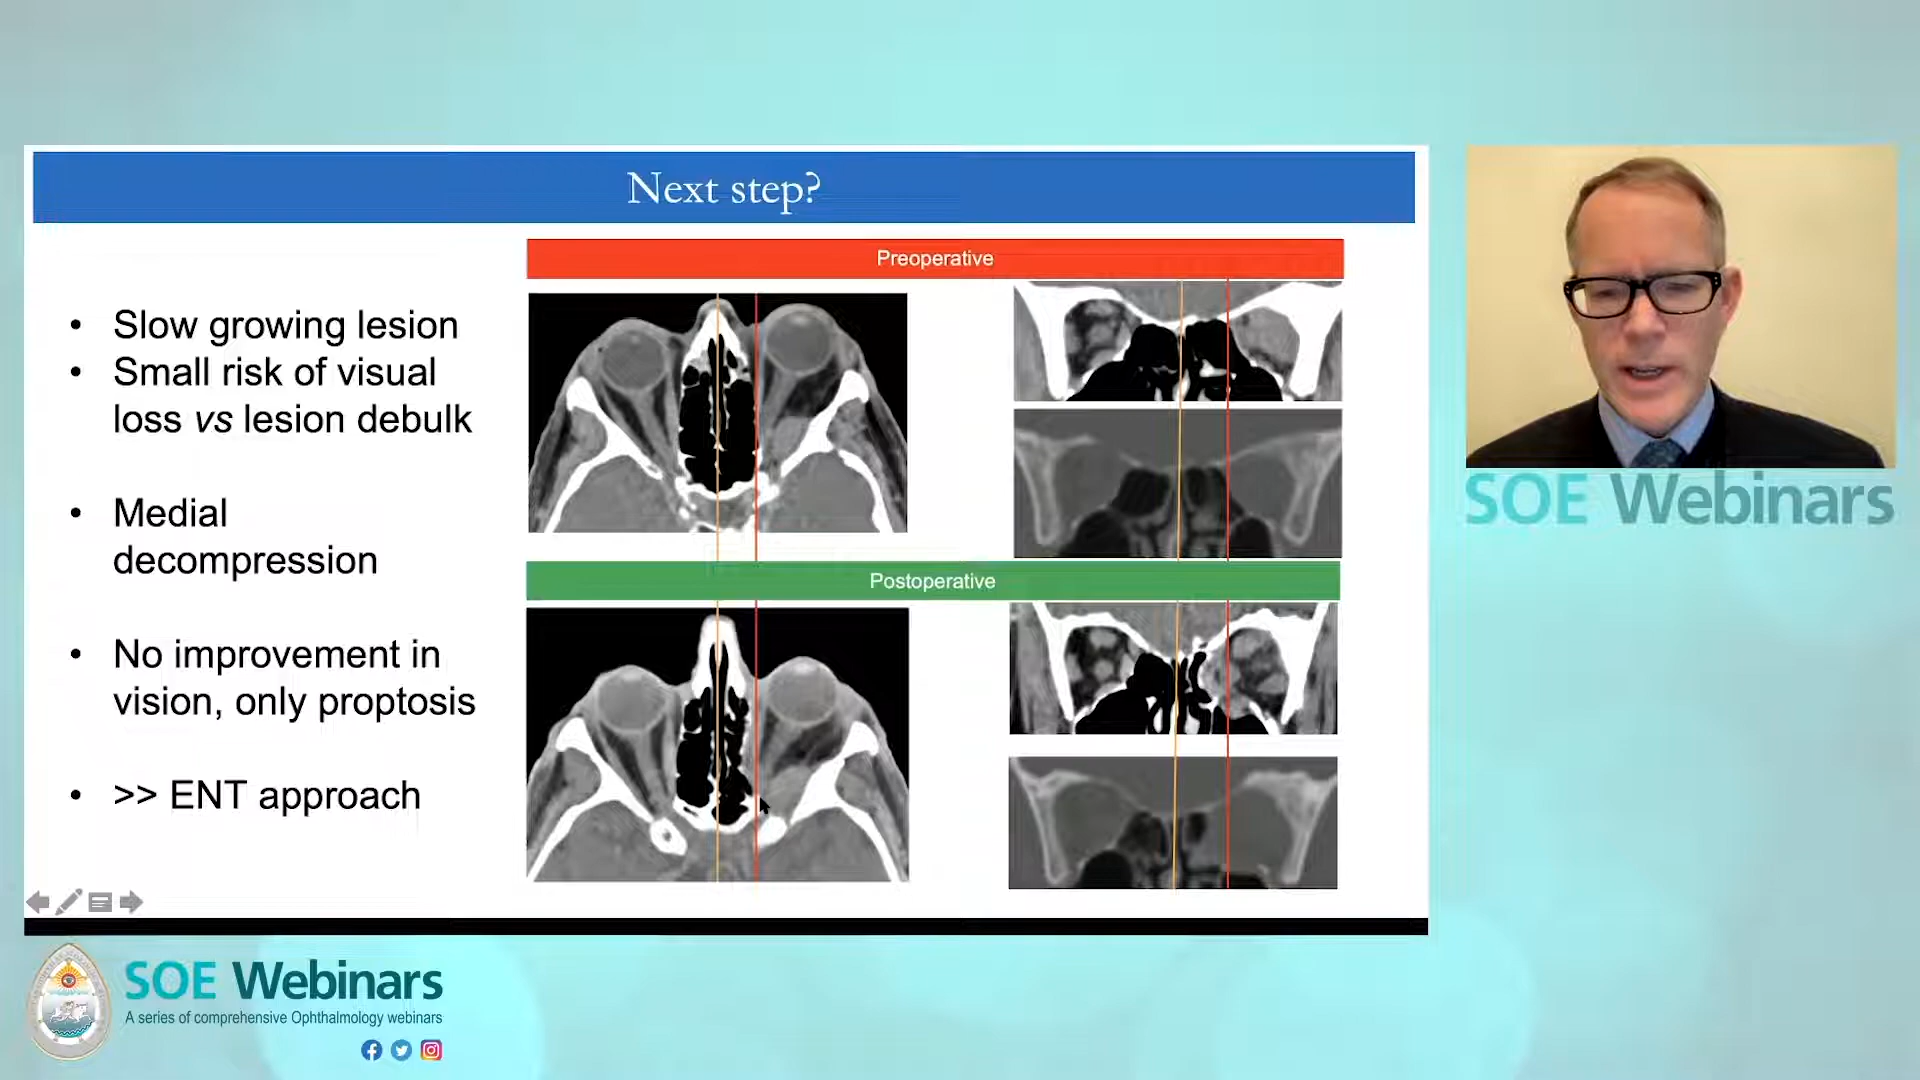 Next step?
Preoperative
• Slow growing lesion
• Small risk of visual
loss vs lesion debulk
• Medial
decompression
• No improvement in
vision, only proptosis
• >> ENT approach
Postoperative
SOE Webinars
SOE Webinars
A series of comprehensive Ophthalmology webinars